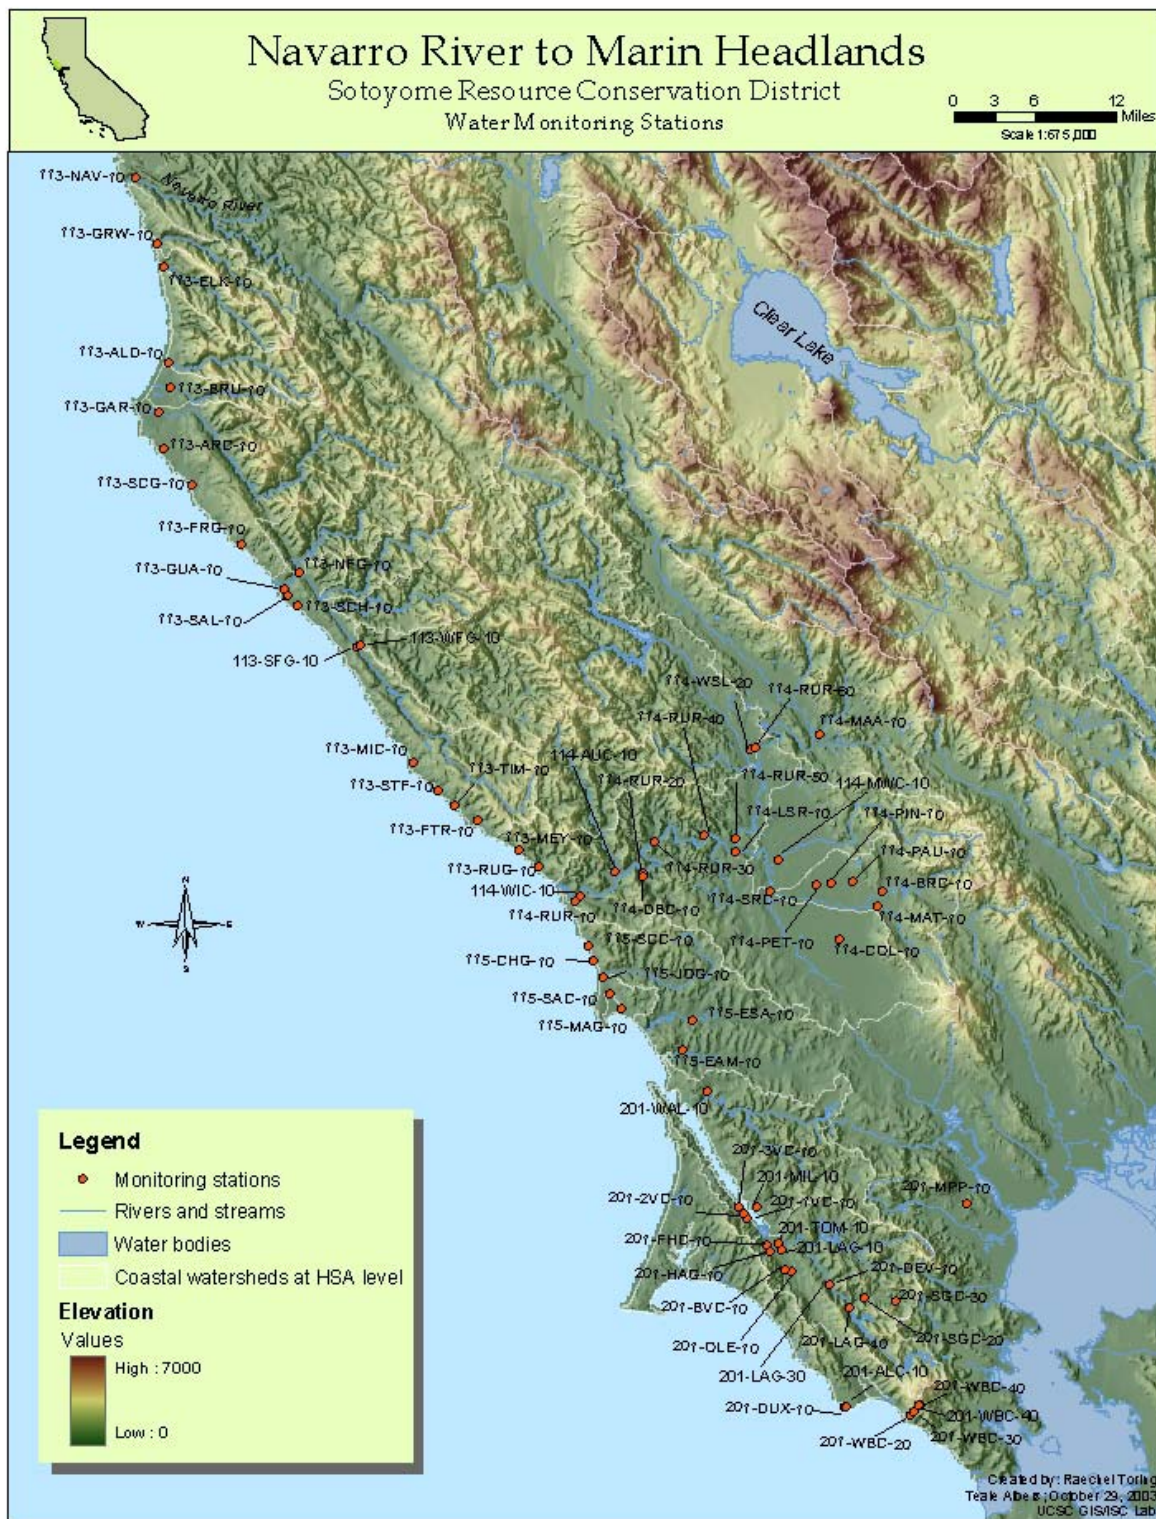 Navarro River to Marin Headlands
Sotoyome Resource Conservation District
Water Monitoring Stations
0 3 6 12
Miles
Scale 1:675,000
113-NAV-10
Navarro River
113-GRW-10
113-ELK-10
Clear Lake
113-ALD-10
113-BRU-10
113-GAR-10
113-ARC-10
113-SCG-10
113-FRG-10
113-NFG-10
113-GUA-10
113-SCH-10
113-SAL-10
113-WFG-10
113-SFG-10
114-WSL-20
114-RUR-60
114-RUR-40
114-MAA-10
113-MIC-10
114-AUC-10
113-TIM-10
114-RUR-20
114-RUR-50
114-MWC-10
113-STF-10
114-LSR-10
114-PIN-10
113-FTR-10
113-MEY-10
114-PAU-10
113-RUG-10
114-RUR-30
114-BRC-10
114-WIC-10
114-SRC-10
114-RUR-10
114-DBC-10
114-MAT-10
115-SCC-10
114-PET-10
114-COL-10
115-CHG-10
115-JOG-10
115-SAC-10
115-MAG-10
115-ESA-10
115-EAM-10
201-WAL-10
201-3VC-10
201-MIL-10
201-MPP-10
201-2VC-10
201-1VC-10
201-TOM-10
201-FHC-10
201-LAG-10
201-HAG-10
201-DEV-10
201-BVC-10
201-SGC-30
201-OLE-10
201-LAG-40
201-SGC-20
201-LAG-30
201-ALC-10
201-WBC-40
201-DUX-10
201-WBC-40
201-WBC-20
201-WBC-30
N
W
E
S
Legend
Monitoring stations
Rivers and streams
Water bodies
Coastal watersheds at HSA level
Elevation
Values
High : 7000
Low : 0
Created by: Raechel Toring
Teale Albers; October 29, 2003
UCSC GIS/ISC Lab